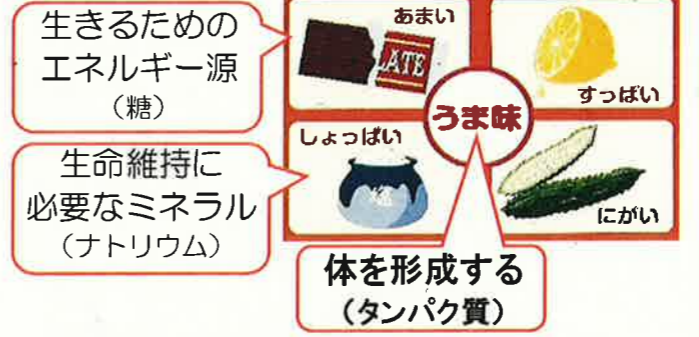 生きるための
エネルギー源
（糖）
あまい
ATE
すっぱい
うま味
しょっぱい
塩
にがい
生命維持に
必要なミネラル
（ナトリウム）
体を形成する
（タンパク質）